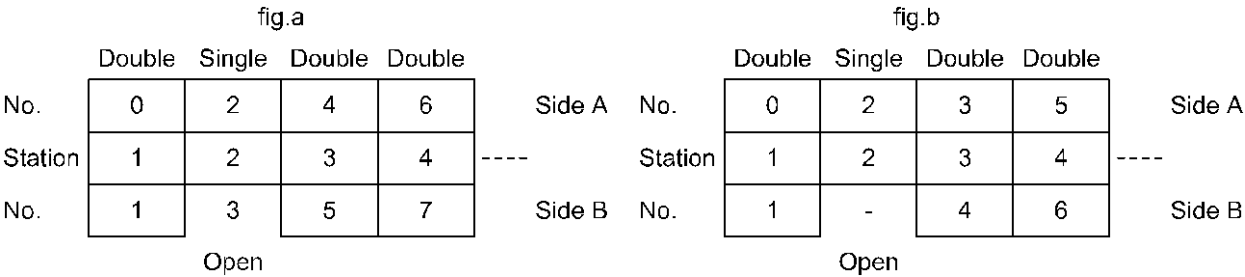 fig.a fig.b
Double Single Double Double Double Single Double Double
No. 0 2 4 6 Side A No. 0 2 3 5 Side A
Station 1 2 3 4 ---- Station 1 2 3 4 ----
No. 1 3 5 7 Side B No. 1 - 4 6 Side B
Open Open